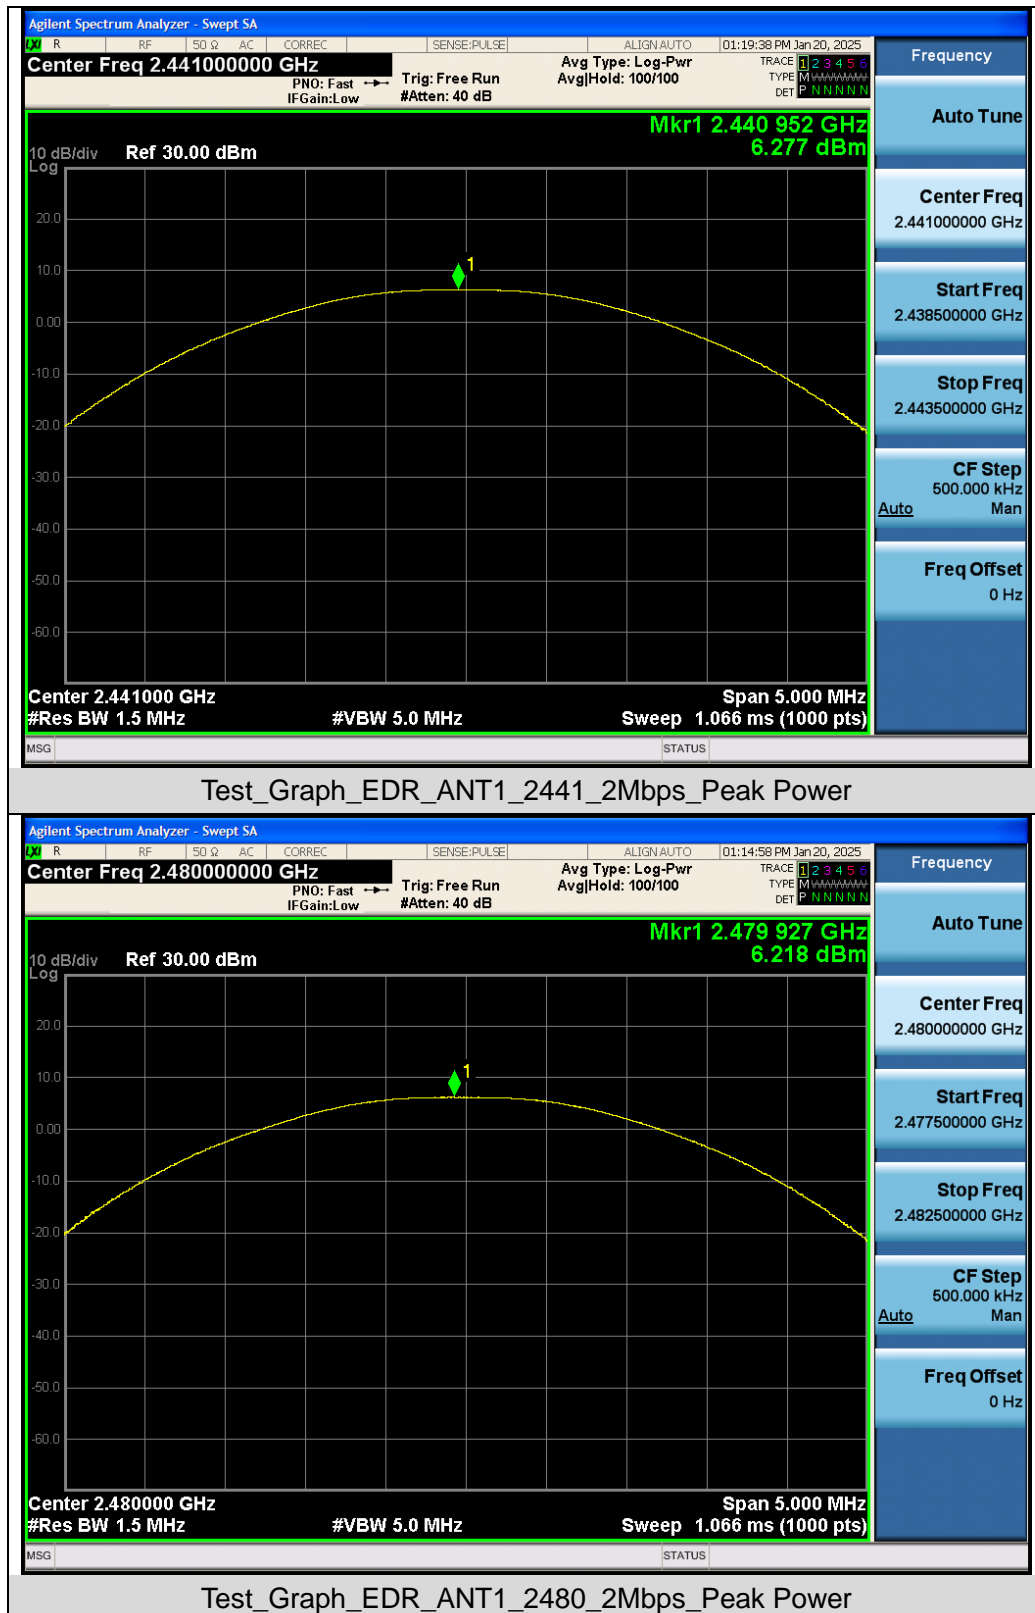 Agilent Spectrum Analyzer - Swept SA
LXI R RF 50 Ω AC CORREC SENSE:PULSE ALIGN AUTO 01:19:38 PM Jan 20, 2025
Center Freq 2.441000000 GHz
PNO: Fast
IFGain:Low
Trig: Free Run
#Atten: 40 dB
Avg Type: Log-Pwr
Avg|Hold: 100/100
TRACE 1 2 3 4 5 6
TYPE M WWWWW
DET P N N N N N
Mkr1 2.440 952 GHz
6.277 dBm
10 dB/div Ref 30.00 dBm
Log
1
20.0
10.0
0.00
-10.0
-20.0
-30.0
-40.0
-50.0
-60.0
Center 2.441000 GHz Span 5.000 MHz
#Res BW 1.5 MHz #VBW 5.0 MHz Sweep 1.066 ms (1000 pts)
MSG STATUS
Frequency
Auto Tune
Center Freq
2.441000000 GHz
Start Freq
2.438500000 GHz
Stop Freq
2.443500000 GHz
CF Step
500.000 kHz
Auto Man
Freq Offset
0 Hz
Test_Graph_EDR_ANT1_2441_2Mbps_Peak Power
Agilent Spectrum Analyzer - Swept SA
LXI R RF 50 Ω AC CORREC SENSE:PULSE ALIGN AUTO 01:14:58 PM Jan 20, 2025
Center Freq 2.480000000 GHz
PNO: Fast
IFGain:Low
Trig: Free Run
#Atten: 40 dB
Avg Type: Log-Pwr
Avg|Hold: 100/100
TRACE 1 2 3 4 5 6
TYPE M WWWWW
DET P N N N N N
Mkr1 2.479 927 GHz
6.218 dBm
10 dB/div Ref 30.00 dBm
Log
1
20.0
10.0
0.00
-10.0
-20.0
-30.0
-40.0
-50.0
-60.0
Center 2.480000 GHz Span 5.000 MHz
#Res BW 1.5 MHz #VBW 5.0 MHz Sweep 1.066 ms (1000 pts)
MSG STATUS
Frequency
Auto Tune
Center Freq
2.480000000 GHz
Start Freq
2.477500000 GHz
Stop Freq
2.482500000 GHz
CF Step
500.000 kHz
Auto Man
Freq Offset
0 Hz
Test_Graph_EDR_ANT1_2480_2Mbps_Peak Power